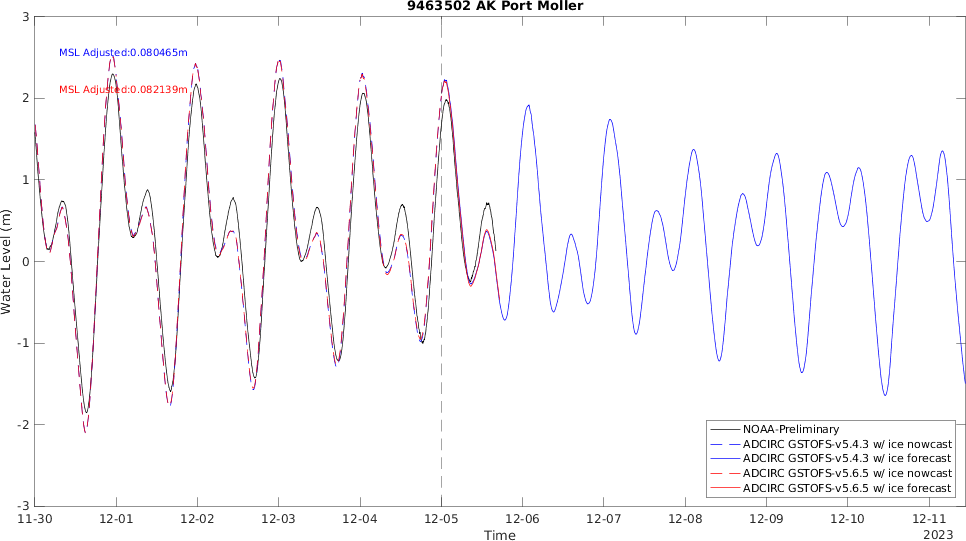 9463502 AK Port Moller
MSL Adjusted:0.080465m
MSL Adjusted:0.082139m
Water Level (m)
3
2
1
0
-1
-2
-3
NOAA-Preliminary
ADCIRC GSTOFS-v5.4.3 w/ ice nowcast
ADCIRC GSTOFS-v5.4.3 w/ ice forecast
ADCIRC GSTOFS-v5.6.5 w/ ice nowcast
ADCIRC GSTOFS-v5.6.5 w/ ice forecast
11-30 12-01 12-02 12-03 12-04 12-05 12-06 12-07 12-08 12-09 12-10 12-11
Time
2023